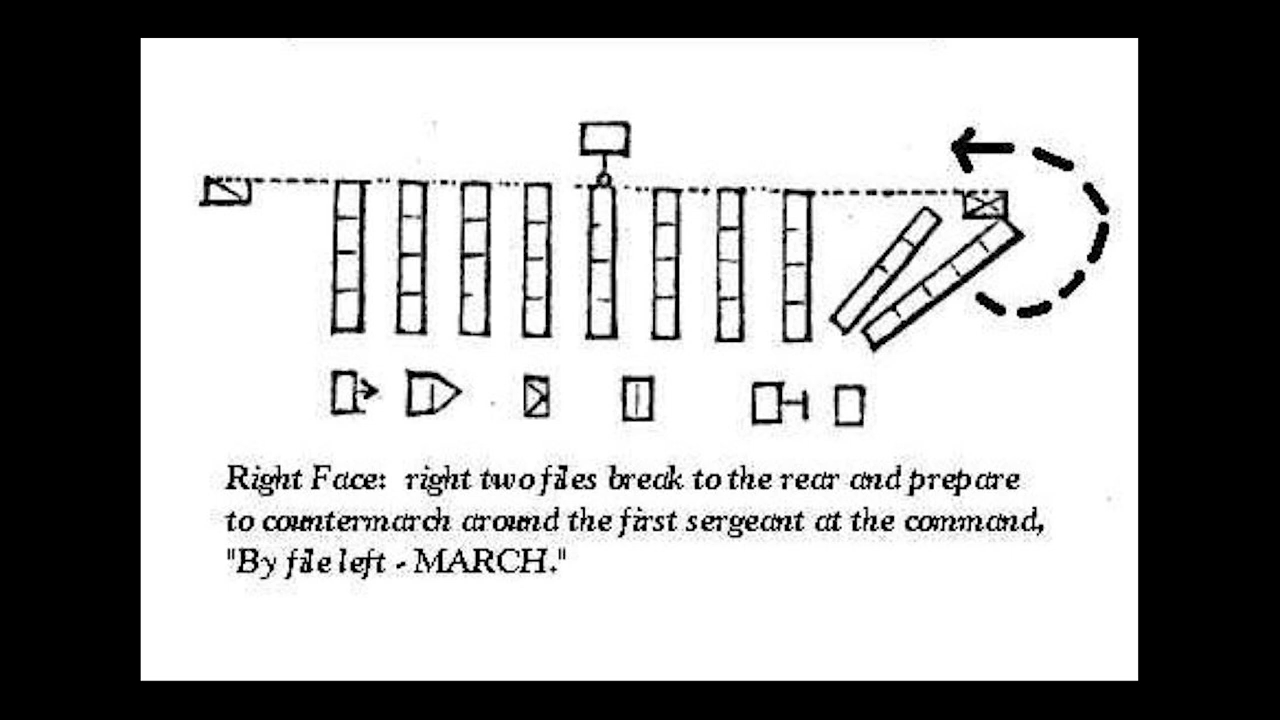 Right Face: right two files break to the rear and prepare
to countermarch around the first sergeant at the command,
"By file left - MARCH."